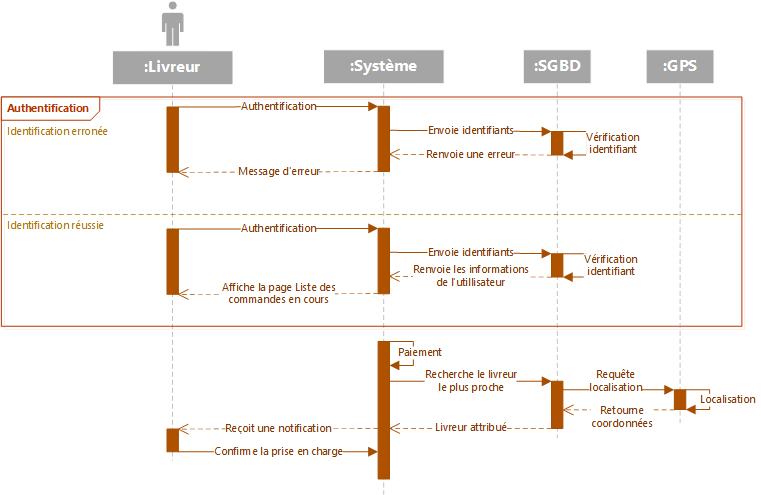 :Livreur
:Système
:SGBD
:GPS
Authentification
Identification erronée
Authentification
Envoie identifiants
Vérification
identifiant
Renvoie une erreur
Message d'erreur
Identification réussie
Authentification
Envoie identifiants
Vérification
identifiant
Renvoie les informations
de l'utillisateur
Affiche la page Liste des
commandes en cours
Paiement
Recherche le livreur
le plus proche
Requête
localisation
Localisation
Retourne
coordonnées
Livreur attribué
Reçoit une notification
Confirme la prise en charge